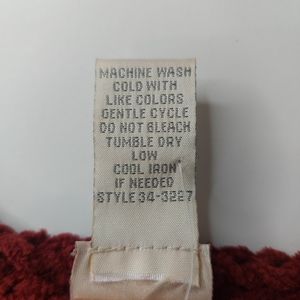 MACHINE WASH
COLD WITH
LIKE COLORS
GENTLE CYCLE
DO NOT BLEACH
TUMBLE DRY
LOW
COOL IRON
IF NEEDED
STYLE 34-3227